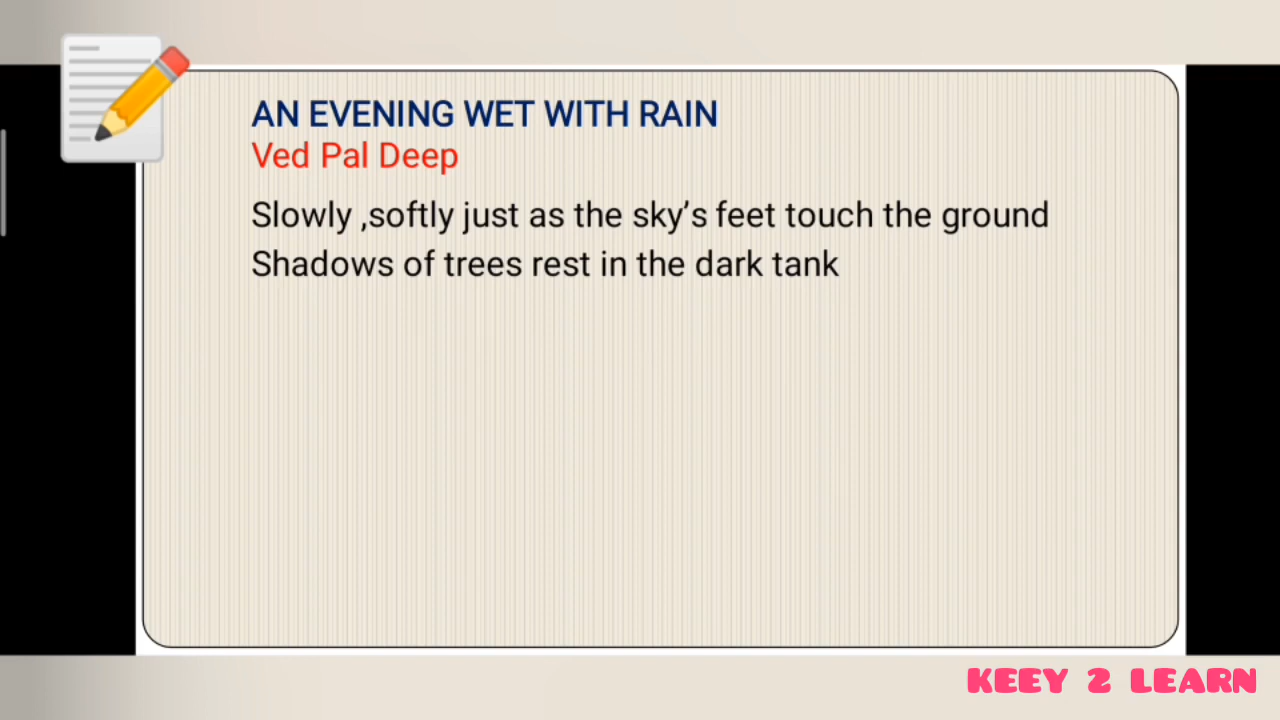 AN EVENING WET WITH RAIN
Ved Pal Deep
Slowly ,softly just as the sky’s feet touch the ground
Shadows of trees rest in the dark tank
KEEY 2 LEARN